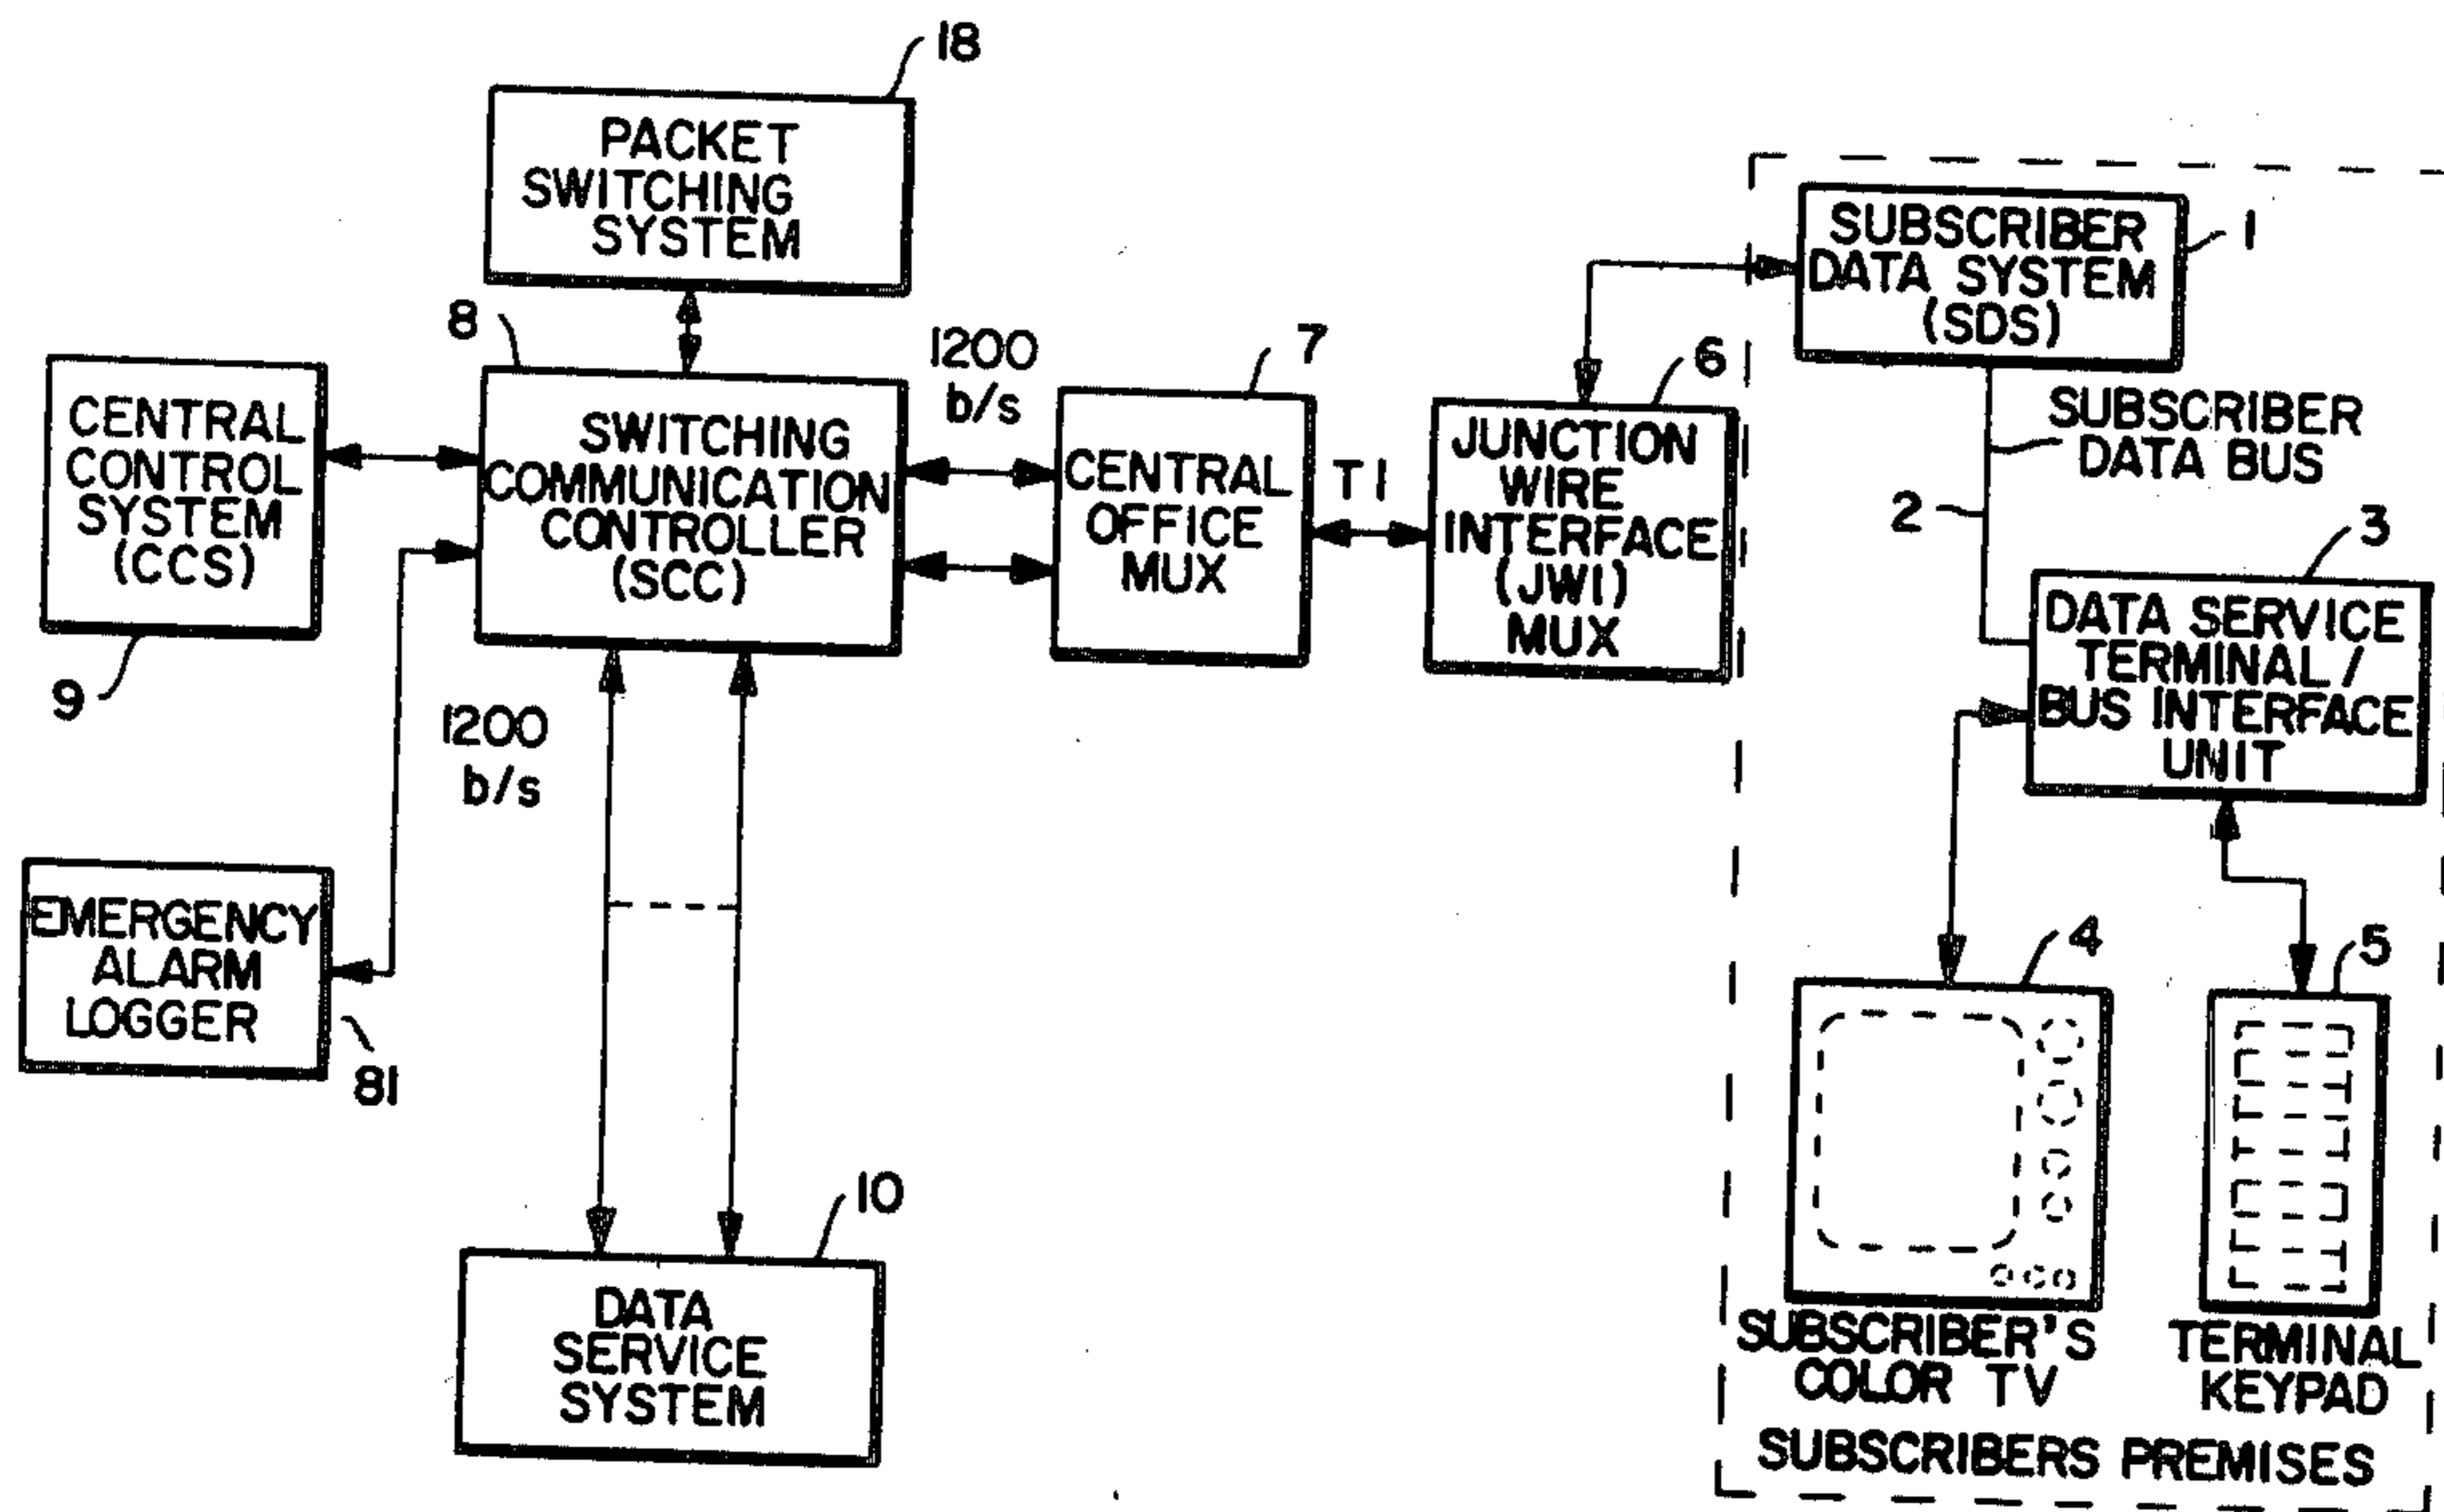 18
PACKET
SWITCHING
SYSTEM
SUBSCRIBER
DATA SYSTEM
(SDS)
1
8
1200
b/s
7
6
SUBSCRIBER
DATA BUS
CENTRAL
CONTROL
SYSTEM
(CCS)
9
SWITCHING
COMMUNICATION
CONTROLLER
(SCC)
CENTRAL
OFFICE
MUX
T1
JUNCTION
WIRE
INTERFACE
(JWI)
MUX
2
3
DATA SERVICE
TERMINAL/
BUS INTERFACE
UNIT
1200
b/s
EMERGENCY
ALARM
LOGGER
81
4
5
10
DATA
SERVICE
SYSTEM
SUBSCRIBER'S
COLOR TV
TERMINAL
KEYPAD
SUBSCRIBERS PREMISES